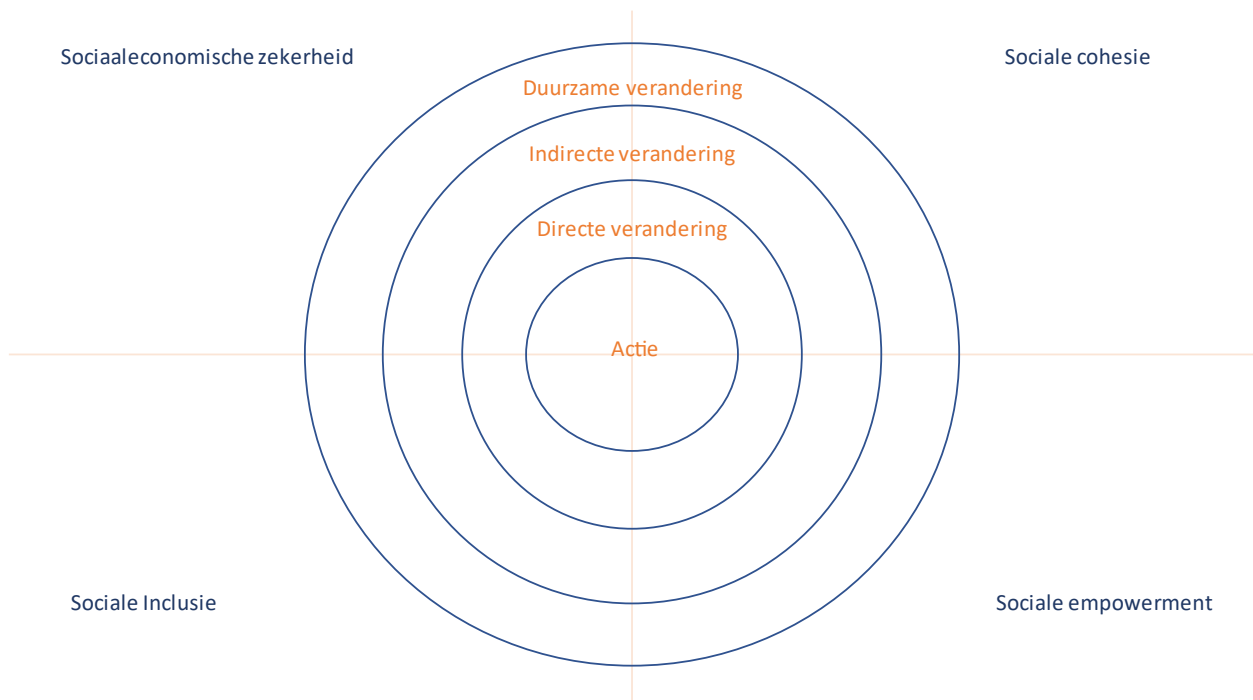 Sociaaleconomische zekerheid
Sociale cohesie
Duurzame verandering
Indirecte verandering
Directe verandering
Actie
Sociale Inclusie
Sociale empowerment